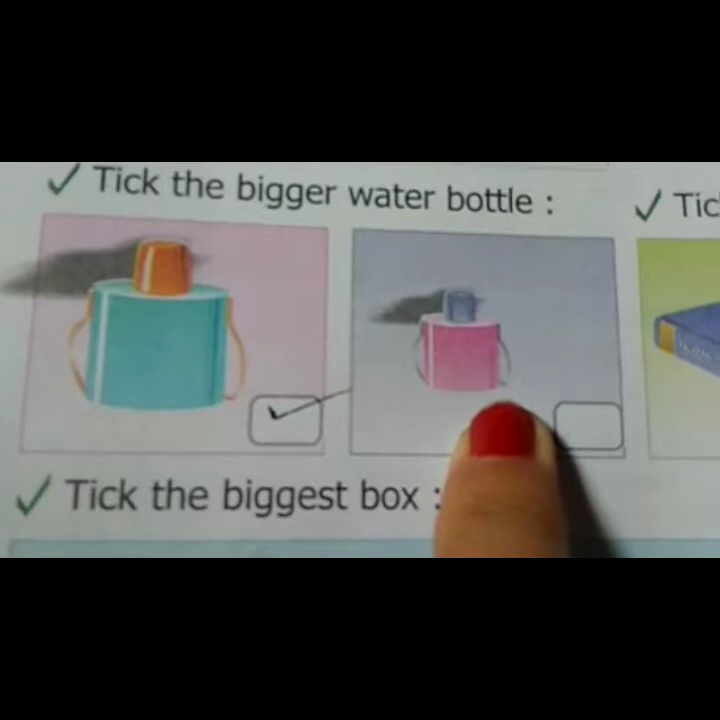 ✓ Tick the bigger water bottle :
✓ Tic
✓ Tick the biggest box :